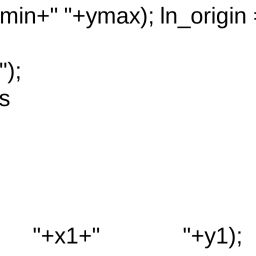 min+" "+ymax); ln_origin =
");
s
"+x1+" "+y1);